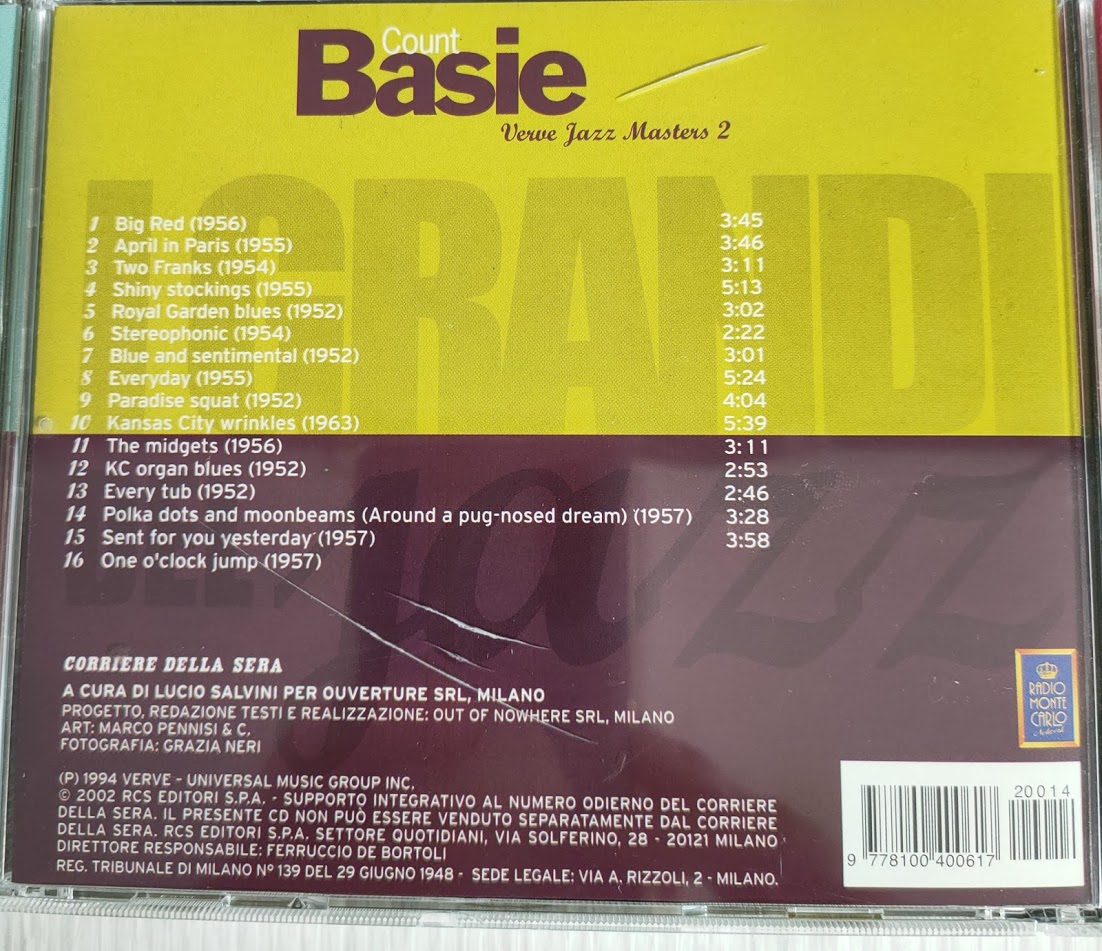 Count
Basie
Verve Jazz Masters 2
I GRANDI
DEL
jazz
1 Big Red (1956) 3:45
2 April in Paris (1955) 3:46
3 Two Franks (1954) 3:11
4 Shiny stockings (1955) 5:13
5 Royal Garden blues (1952) 3:02
6 Stereophonic (1954) 2:22
7 Blue and sentimental (1952) 3:01
8 Everyday (1955) 5:24
9 Paradise squat (1952) 4:04
10 Kansas City wrinkles (1963) 5:39
11 The midgets (1956) 3:11
12 KC organ blues (1952) 2:53
13 Every tub (1952) 2:46
14 Polka dots and moonbeams (Around a pug-nosed dream) (1957) 3:28
15 Sent for you yesterday (1957) 3:58
16 One o'clock jump (1957)
CORRIERE DELLA SERA
A CURA DI LUCIO SALVINI PER OUVERTURE SRL, MILANO
PROGETTO, REDAZIONE TESTI E REALIZZAZIONE: OUT OF NOWHERE SRL, MILANO
ART: MARCO PENNISI & C.
FOTOGRAFIA: GRAZIA NERI
RADIO
MONTE
CARLO
(P) 1994 VERVE - UNIVERSAL MUSIC GROUP INC.
© 2002 RCS EDITORI S.P.A. - SUPPORTO INTEGRATIVO AL NUMERO ODIERNO DEL CORRIERE
DELLA SERA. IL PRESENTE CD NON PUÒ ESSERE VENDUTO SEPARATAMENTE DAL CORRIERE
DELLA SERA. RCS EDITORI S.P.A. SETTORE QUOTIDIANI, VIA SOLFERINO, 28 - 20121 MILANO
DIRETTORE RESPONSABILE: FERRUCCIO DE BORTOLI
REG. TRIBUNALE DI MILANO N° 139 DEL 29 GIUGNO 1948 - SEDE LEGALE: VIA A. RIZZOLI, 2 - MILANO.
20014
9 778100 400617